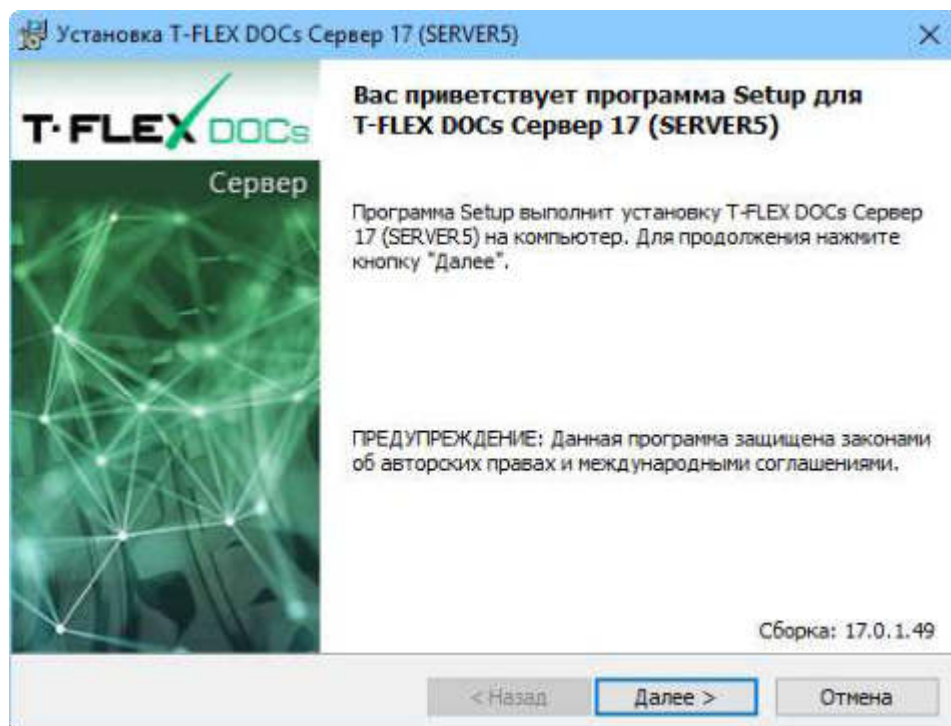 Установка T-FLEX DOCs Сервер 17 (SERVER5)
T-FLEX DOCs
Сервер
Вас приветствует программа Setup для
T-FLEX DOCs Сервер 17 (SERVER5)
Программа Setup выполнит установку T-FLEX DOCs Сервер
17 (SERVER5) на компьютер. Для продолжения нажмите
кнопку "Далее".
ПРЕДУПРЕЖДЕНИЕ: Данная программа защищена законами
об авторских правах и международными соглашениями.
Сборка: 17.0.1.49
< Назад
Далее >
Отмена